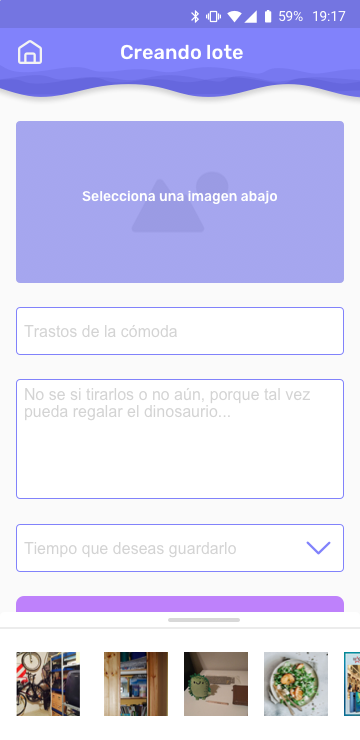 59% 19:17
Creando lote
Selecciona una imagen abajo
Trastos de la cómoda
No se si tirarlos o no aún, porque tal vez
pueda regalar el dinosaurio...
Tiempo que deseas guardarlo